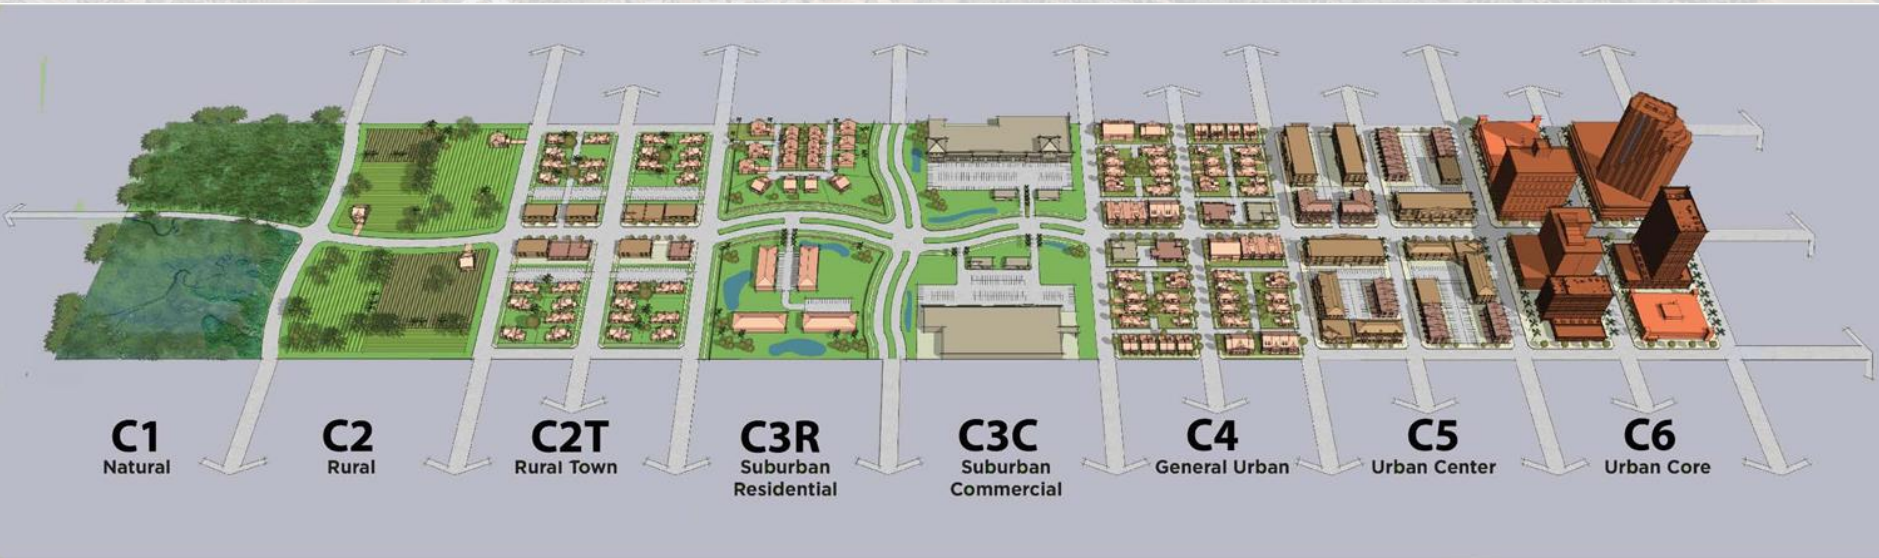 C1
Natural
C2
Rural
C2T
Rural Town
C3R
Suburban
Residential
C3C
Suburban
Commercial
C4
General Urban
C5
Urban Center
C6
Urban Core